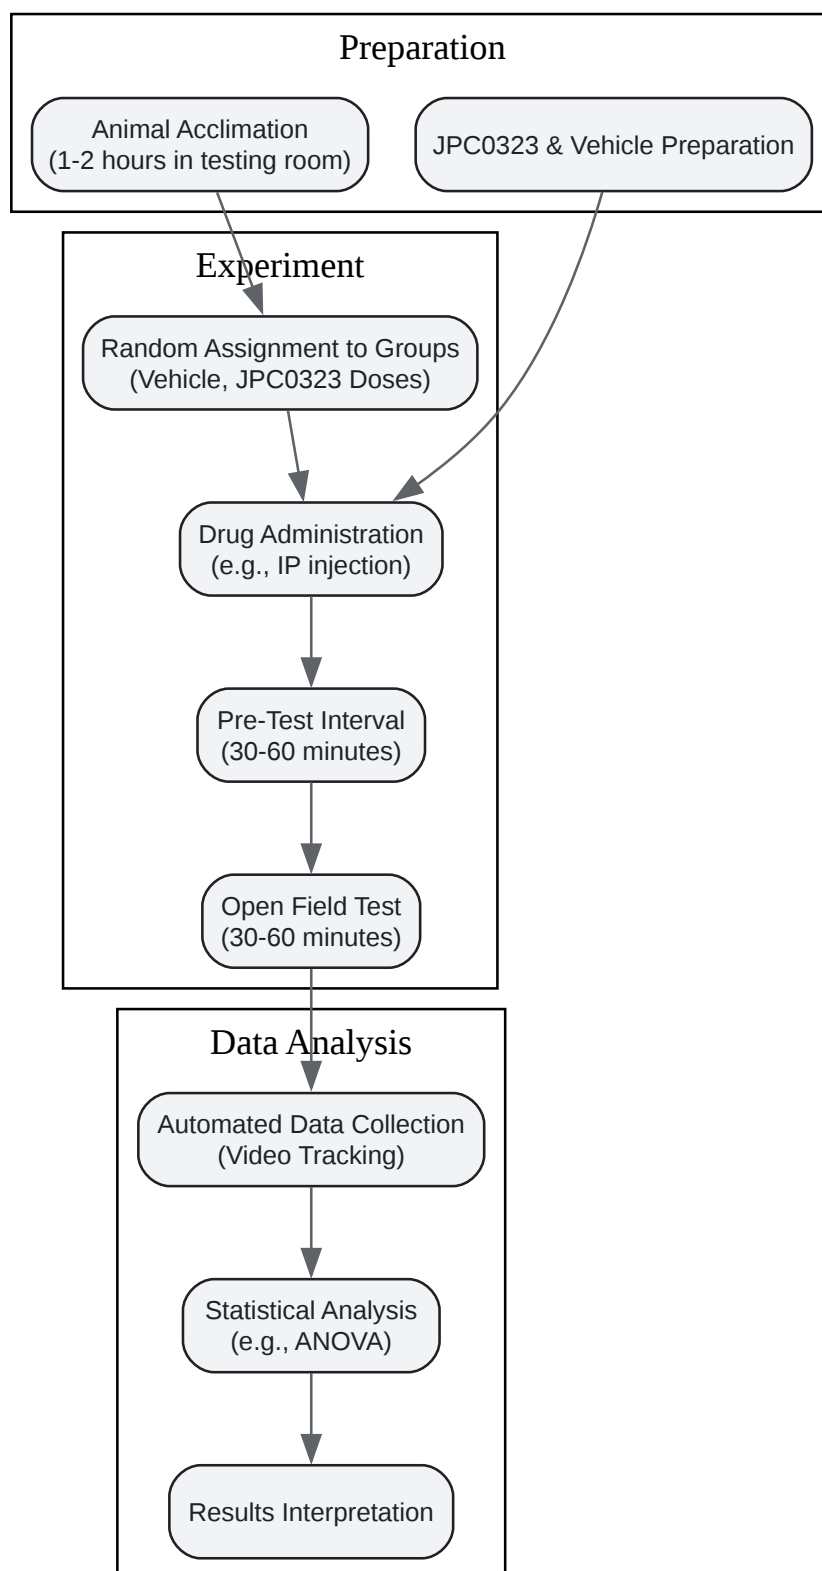 Preparation
Animal Acclimation
(1-2 hours in testing room)
JPC0323 & Vehicle Preparation
Experiment
Random Assignment to Groups
(Vehicle, JPC0323 Doses)
Drug Administration
(e.g., IP injection)
Pre-Test Interval
(30-60 minutes)
Open Field Test
(30-60 minutes)
Data Analysis
Automated Data Collection
(Video Tracking)
Statistical Analysis
(e.g., ANOVA)
Results Interpretation